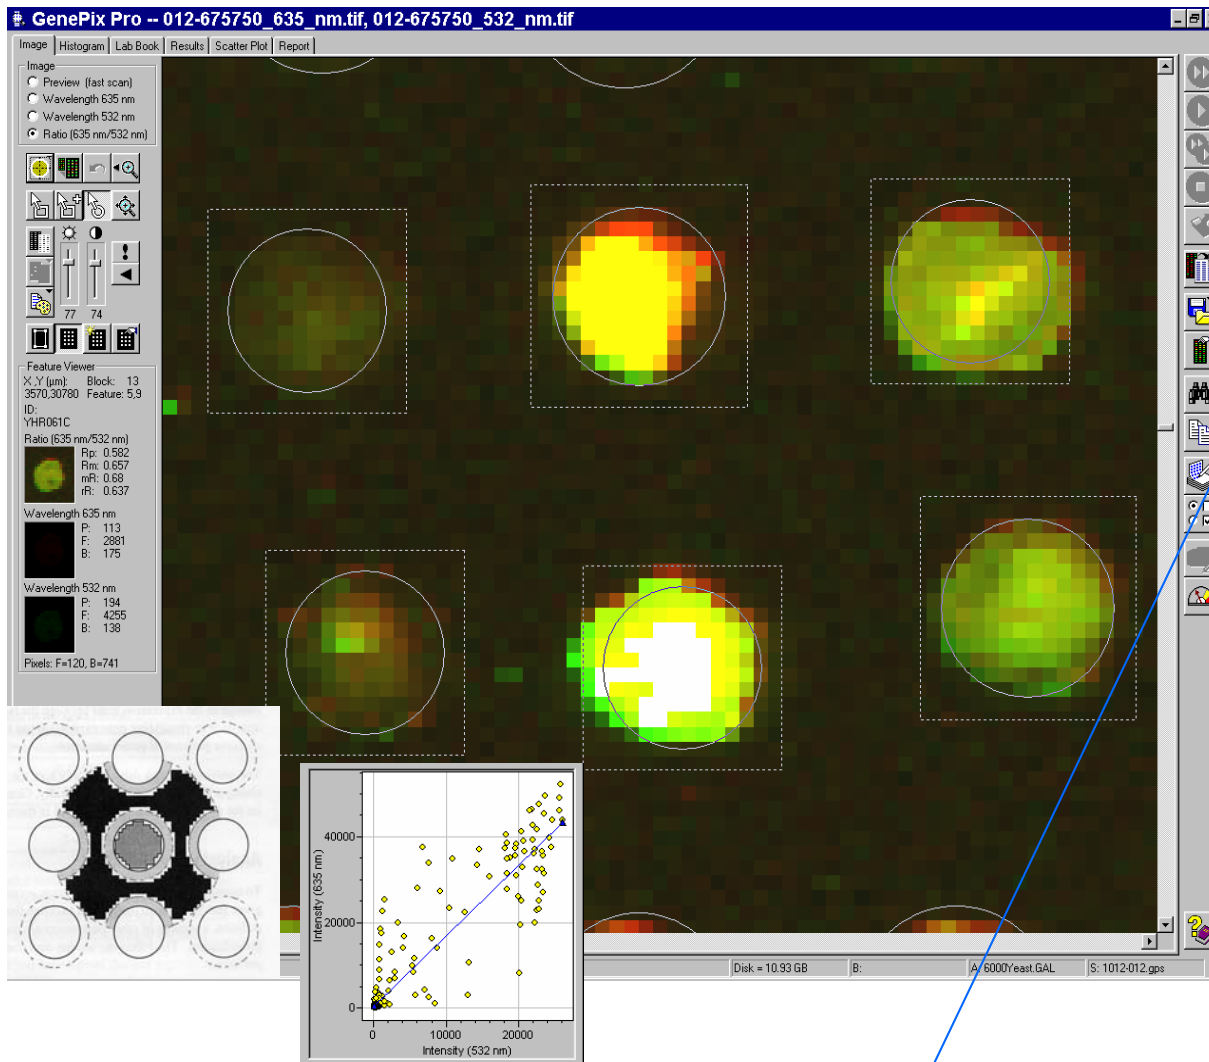 GenePix Pro -- 012-675750_635_nm.tif, 012-675750_532_nm.tif
Image Histogram Lab Book Results Scatter Plot Report
Image
Preview (fast scan)
Wavelength 635 nm
Wavelength 532 nm
Ratio (635 nm/532 nm)
77 74
Feature Viewer
X ,Y (µm): Block: 13
3570,30780 Feature: 5,9
ID:
YHR061C
Ratio (635 nm/532 nm)
Rp: 0.582
Rm: 0.657
mR: 0.68
rR: 0.637
Wavelength 635 nm
P: 113
F: 2881
B: 175
Wavelength 532 nm
P: 194
F: 4255
B: 138
Pixels: F=120, B=741
Intensity (635 nm)
40000
20000
0
0 10000 20000
Intensity (532 nm)
Disk = 10.93 GB B: A: 6000Yeast.GAL S: 1012-012.gps